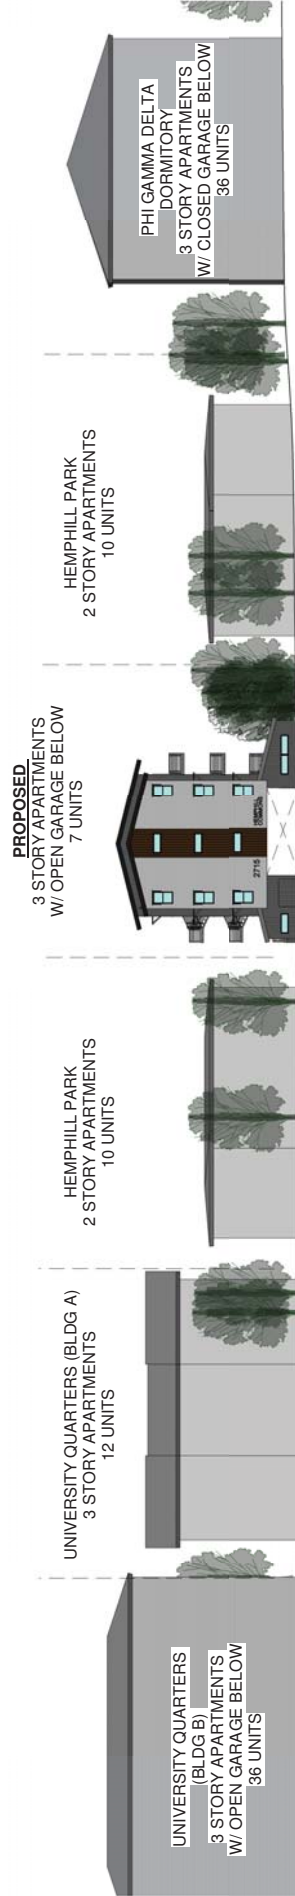 UNIVERSITY QUARTERS
(BLDG B)
3 STORY APARTMENTS
W/ OPEN GARAGE BELOW
36 UNITS
UNIVERSITY QUARTERS (BLDG A)
3 STORY APARTMENTS
12 UNITS
HEMPHILL PARK
2 STORY APARTMENTS
10 UNITS
PROPOSED
3 STORY APARTMENTS
W/ OPEN GARAGE BELOW
7 UNITS
2715
HEMPHILL
COMMONS
HEMPHILL PARK
2 STORY APARTMENTS
10 UNITS
PHI GAMMA DELTA
DORMITORY
3 STORY APARTMENTS
W/ CLOSED GARAGE BELOW
36 UNITS